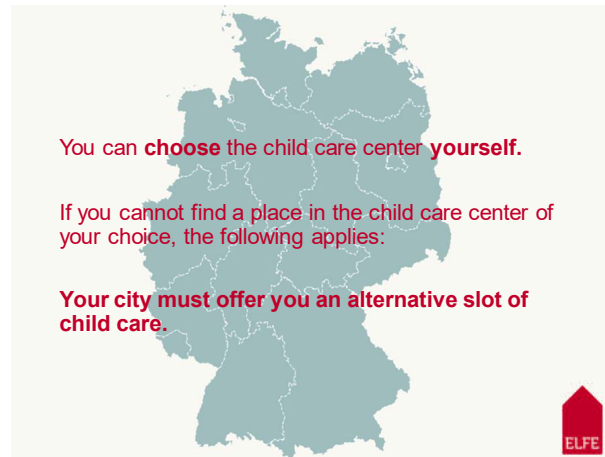 You can choose the child care center yourself.
If you cannot find a place in the child care center of
your choice, the following applies:
Your city must offer you an alternative slot of
child care.
ELFE